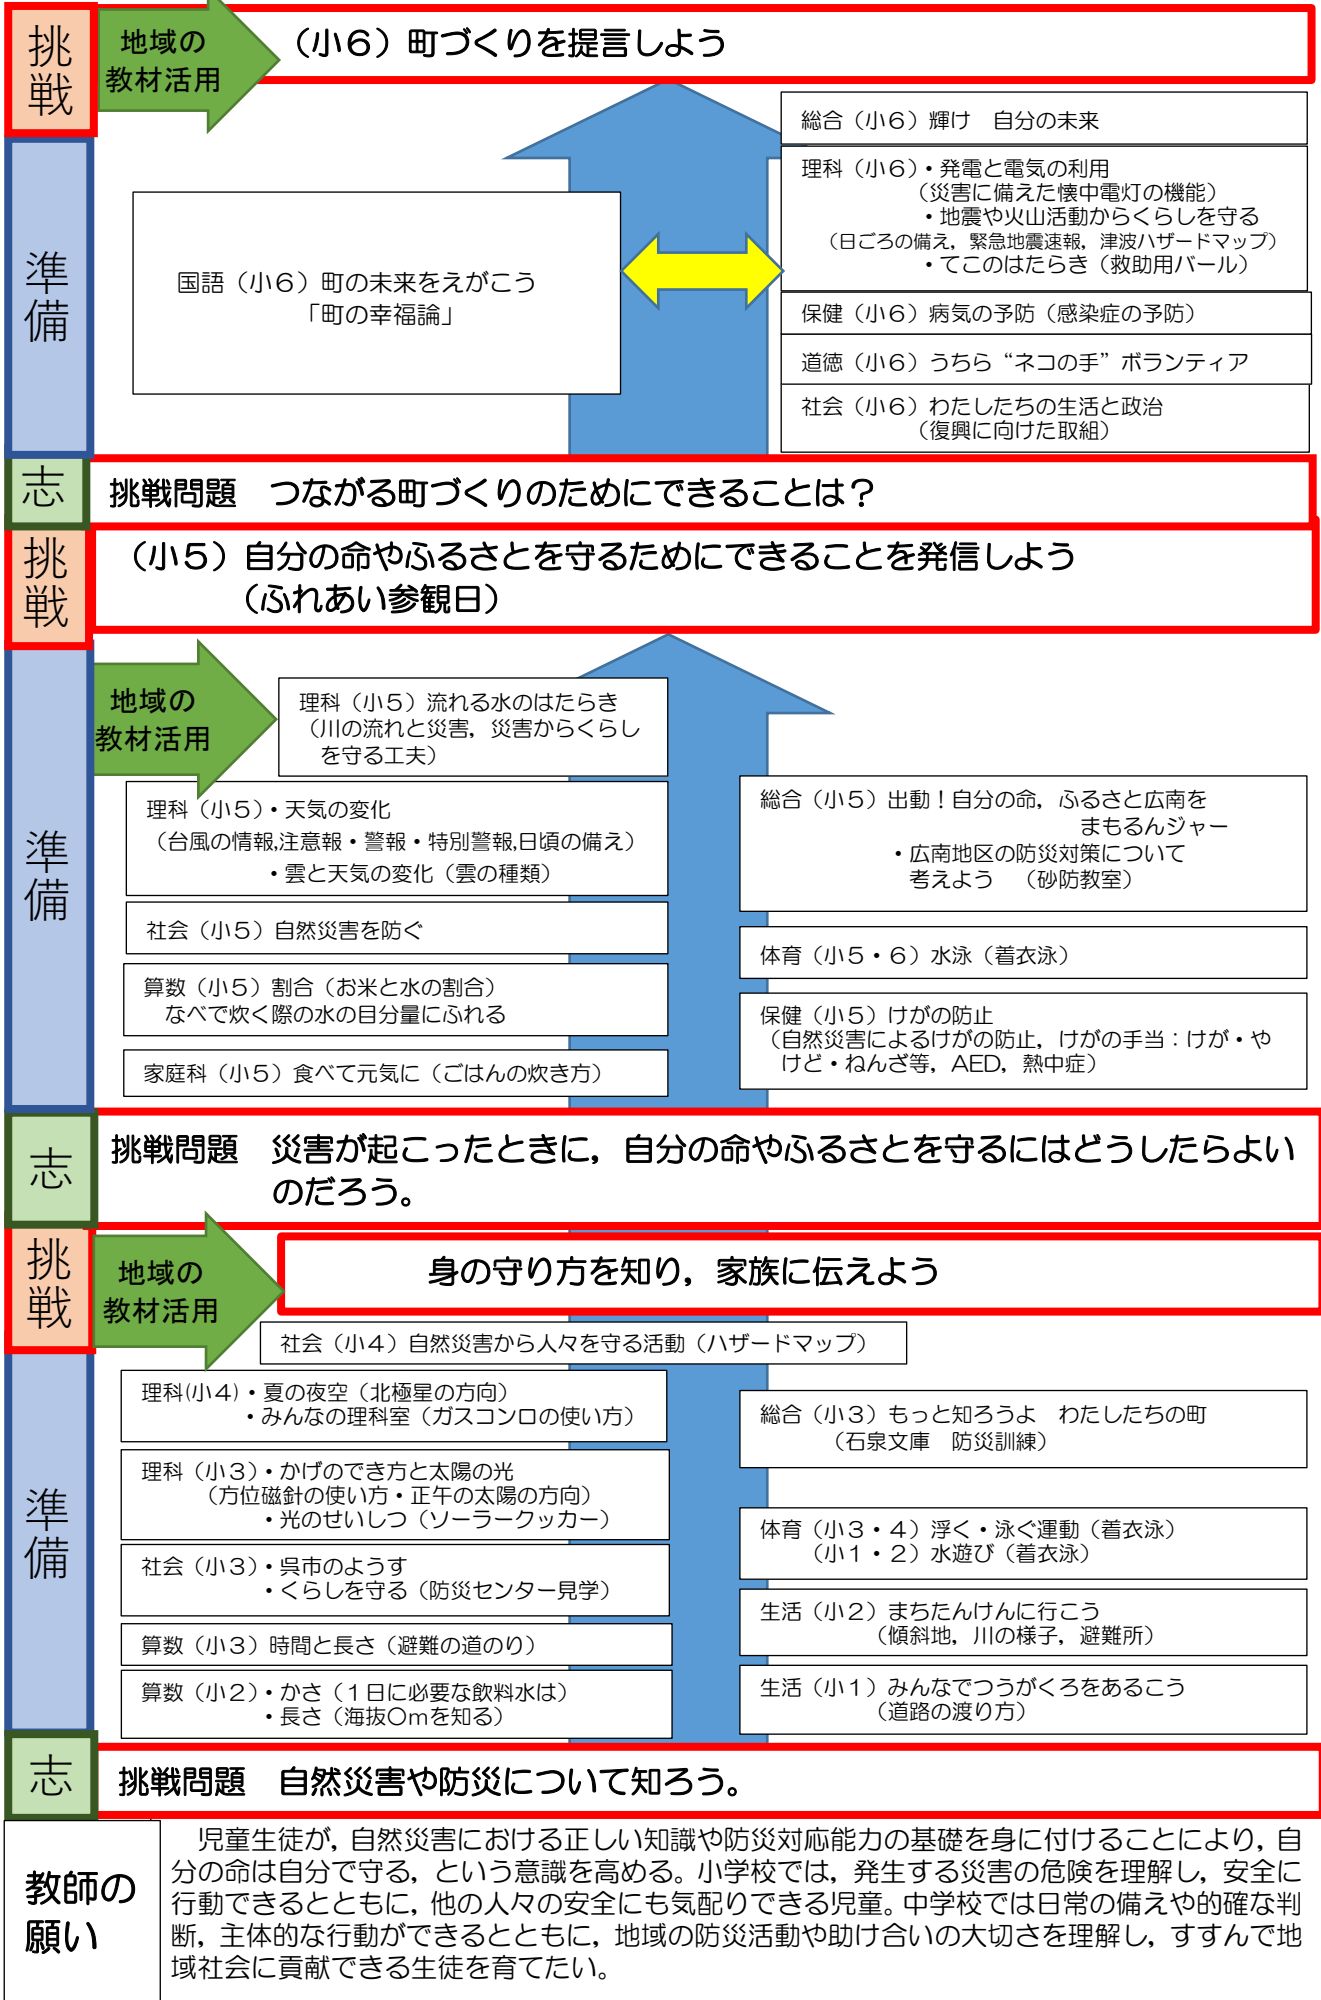 挑戦
地域の
教材活用
（小６）町づくりを提言しよう
準備
国語（小６）町の未来をえがこう
「町の幸福論」
総合（小６）輝け　自分の未来
理科（小６）・発電と電気の利用
（災害に備えた懐中電灯の機能）
・地震や火山活動からくらしを守る
（日ごろの備え，緊急地震速報，津波ハザードマップ）
・てこのはたらき（救助用バール）
保健（小６）病気の予防（感染症の予防）
道徳（小６）うちら“ネコの手”ボランティア
社会（小６）わたしたちの生活と政治
（復興に向けた取組）
志
挑戦問題　つながる町づくりのためにできることは？
挑戦
（小５）自分の命やふるさとを守るためにできることを発信しよう
（ふれあい参観日）
準備
地域の
教材活用
理科（小５）流れる水のはたらき
（川の流れと災害，災害からくらし
を守る工夫）
理科（小５）・天気の変化
（台風の情報,注意報・警報・特別警報,日頃の備え）
・雲と天気の変化（雲の種類）
社会（小５）自然災害を防ぐ
算数（小５）割合（お米と水の割合）
なべで炊く際の水の目分量にふれる
家庭科（小５）食べて元気に（ごはんの炊き方）
総合（小５）出動！自分の命，ふるさと広南を
まもるんジャー
・広南地区の防災対策について
考えよう　（砂防教室）
体育（小５・６）水泳（着衣泳）
保健（小５）けがの防止
（自然災害によるけがの防止，けがの手当：けが・や
けど・ねんざ等，AED，熱中症）
志
挑戦問題　災害が起こったときに，自分の命やふるさとを守るにはどうしたらよい
のだろう。
挑戦
地域の
教材活用
身の守り方を知り，家族に伝えよう
準備
社会（小４）自然災害から人々を守る活動（ハザードマップ）
理科(小４)・夏の夜空（北極星の方向）
・みんなの理科室（ガスコンロの使い方）
理科（小３）・かげのでき方と太陽の光
（方位磁針の使い方・正午の太陽の方向）
・光のせいしつ（ソーラークッカー）
社会（小３）・呉市のようす
・くらしを守る（防災センター見学）
算数（小３）時間と長さ（避難の道のり）
算数（小２）・かさ（１日に必要な飲料水は）
・長さ（海抜〇ｍを知る）
総合（小３）もっと知ろうよ　わたしたちの町
（石泉文庫　防災訓練）
体育（小３・４）浮く・泳ぐ運動（着衣泳）
（小１・２）水遊び（着衣泳）
生活（小２）まちたんけんに行こう
（傾斜地，川の様子，避難所）
生活（小１）みんなでつうがくろをあるこう
（道路の渡り方）
志
挑戦問題　自然災害や防災について知ろう。
教師の
願い
児童生徒が，自然災害における正しい知識や防災対応能力の基礎を身に付けることにより，自
分の命は自分で守る，という意識を高める。小学校では，発生する災害の危険を理解し，安全に
行動できるとともに，他の人々の安全にも気配りできる児童。中学校では日常の備えや的確な判
断，主体的な行動ができるとともに，地域の防災活動や助け合いの大切さを理解し，すすんで地
域社会に貢献できる生徒を育てたい。